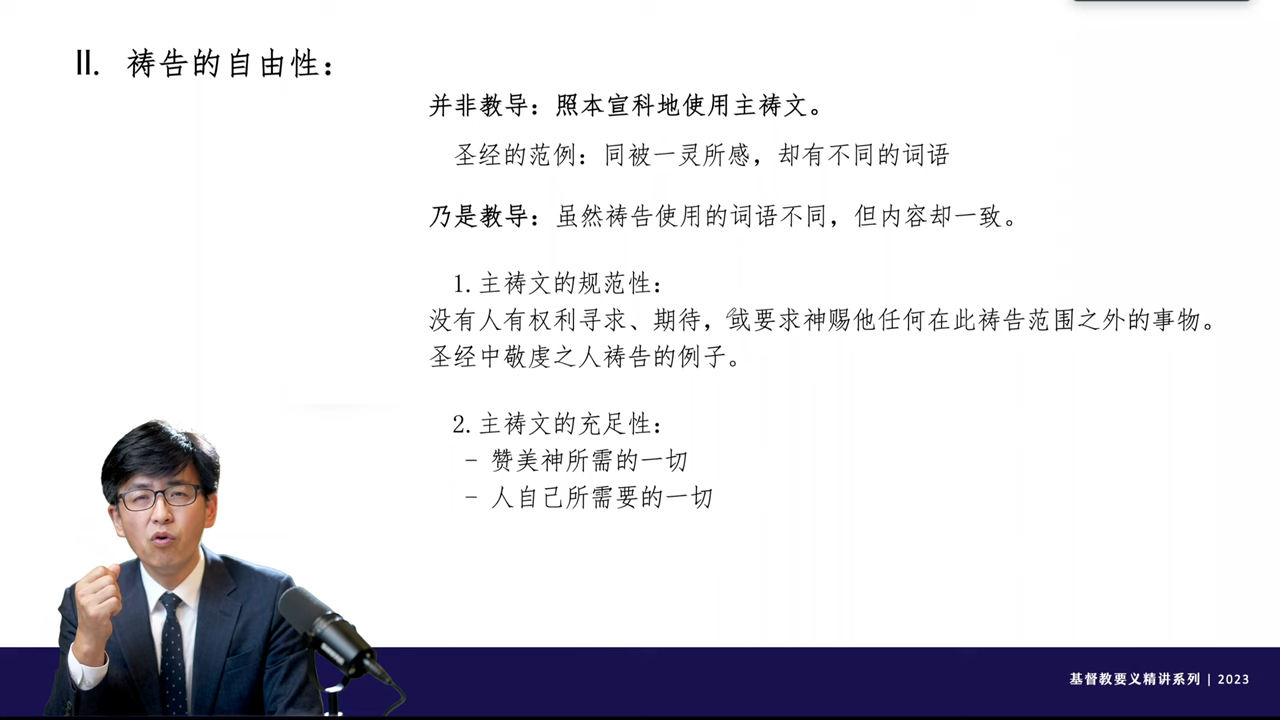 II. 祷告的自由性：
并非教导：照本宣科地使用主祷文。
圣经的范例：同被一灵所感，却有不同的词语
乃是教导：虽然祷告使用的词语不同，但内容却一致。
1.主祷文的规范性：
没有人有权利寻求、期待，或要求神赐他任何在此祷告范围之外的事物。
圣经中敬虔之人祷告的例子。
2.主祷文的充足性：
- 赞美神所需的一切
- 人自己所需要的一切
基督教要义精讲系列 | 2023